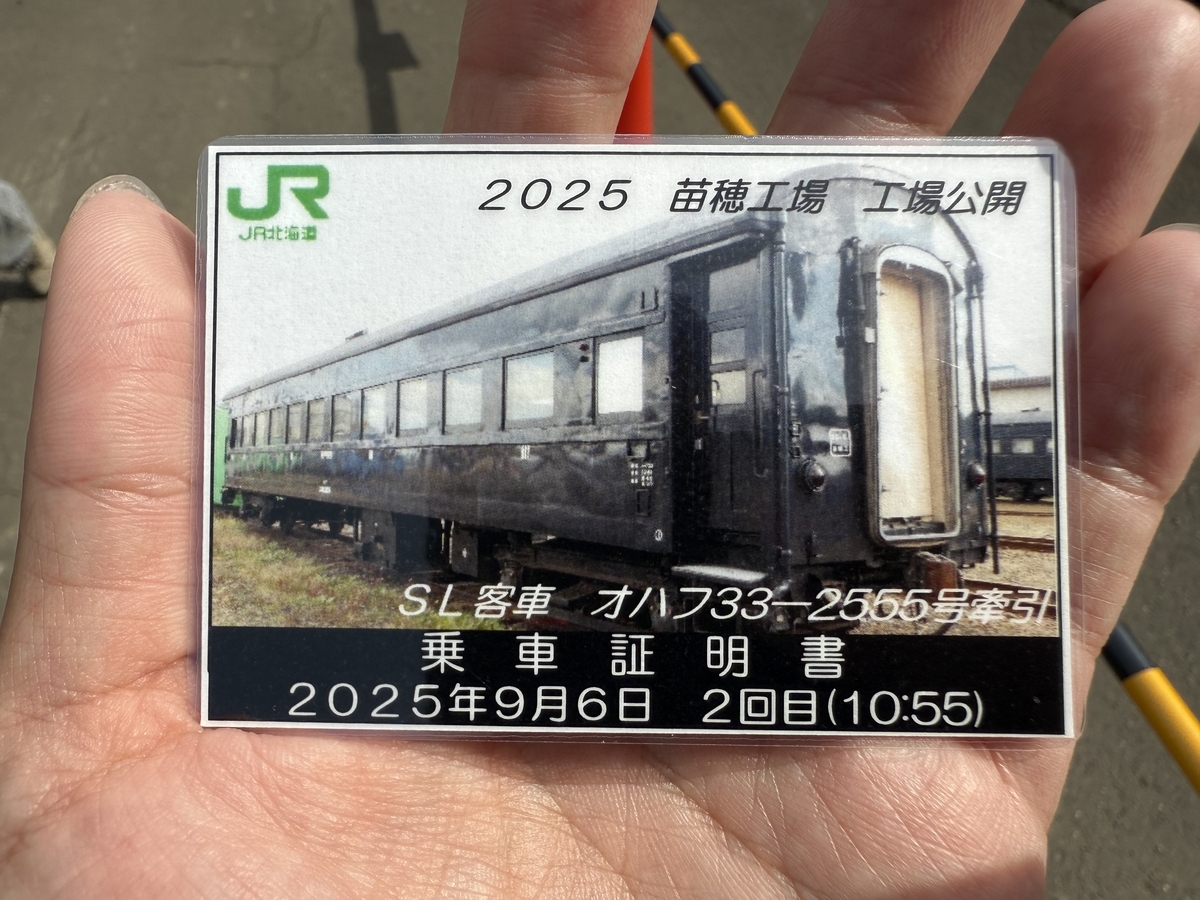 JR
JR北海道
２０２５　苗穂工場　工場公開
ＳＬ客車　オハフ33ー2555号牽引
乗車証明書
２０２５年９月６日　２回目(10:55)